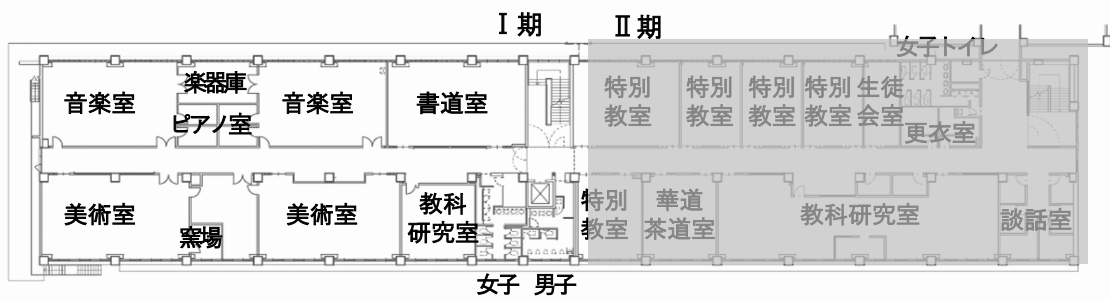 Ⅰ期
Ⅱ期
女子トイレ
音楽室
楽器庫
ピアノ室
音楽室
書道室
特別
教室
特別
教室
特別
教室
特別
教室
生徒
会室
更衣室
美術室
窯場
美術室
教科
研究室
特別
教室
華道
茶道室
教科研究室
談話室
女子
男子